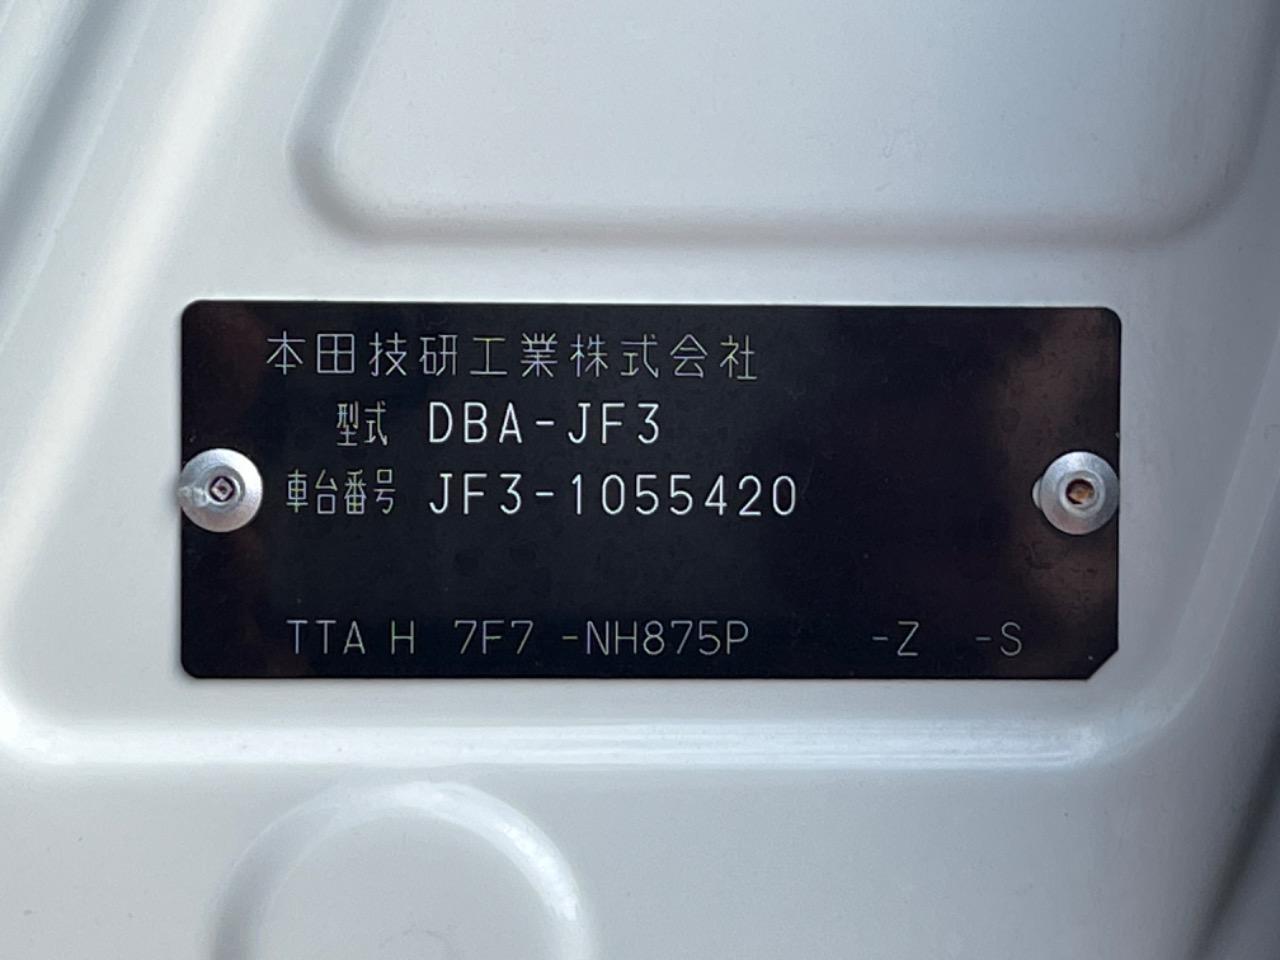 本田技研工業株式会社
型式 DBA-JF3
車台番号 JF3-1055420
TTA H 7F7 -NH875P -Z -S